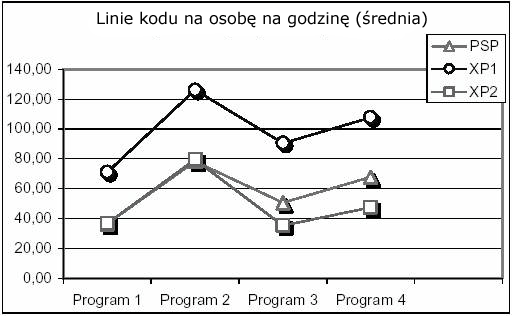 Linie kodu na osobę na godzinę (średnia)
PSP
XP1
XP2
140,00
120,00
100,00
80,00
60,00
40,00
20,00
0,00
Program 1 Program 2 Program 3 Program 4